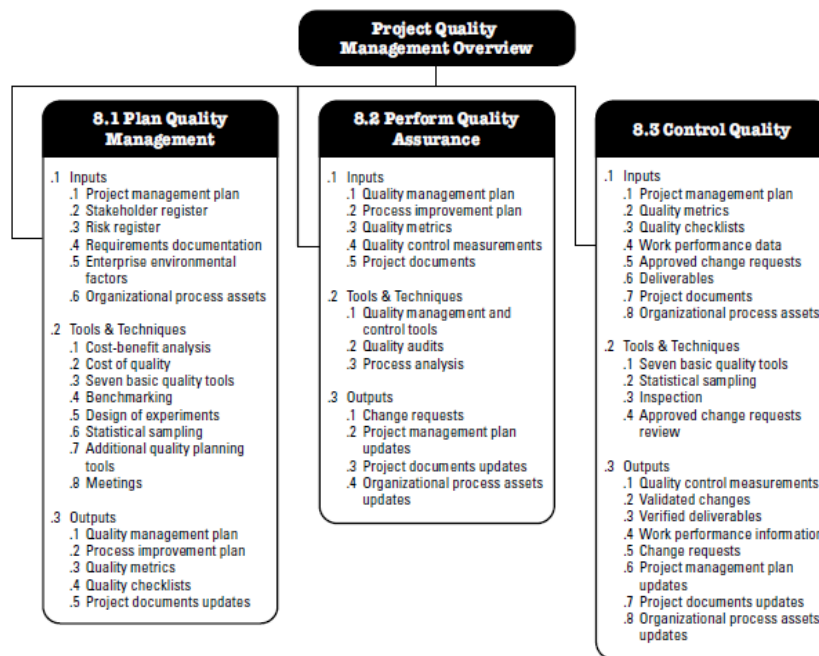 Project Quality
Management Overview
8.1 Plan Quality
Management
.1 Inputs
.1 Project management plan
.2 Stakeholder register
.3 Risk register
.4 Requirements documentation
.5 Enterprise environmental
factors
.6 Organizational process assets
.2 Tools & Techniques
.1 Cost-benefit analysis
.2 Cost of quality
.3 Seven basic quality tools
.4 Benchmarking
.5 Design of experiments
.6 Statistical sampling
.7 Additional quality planning
tools
.8 Meetings
.3 Outputs
.1 Quality management plan
.2 Process improvement plan
.3 Quality metrics
.4 Quality checklists
.5 Project documents updates
8.2 Perform Quality
Assurance
.1 Inputs
.1 Quality management plan
.2 Process improvement plan
.3 Quality metrics
.4 Quality control measurements
.5 Project documents
.2 Tools & Techniques
.1 Quality management and
control tools
.2 Quality audits
.3 Process analysis
.3 Outputs
.1 Change requests
.2 Project management plan
updates
.3 Project documents updates
.4 Organizational process assets
updates
8.3 Control Quality
.1 Inputs
.1 Project management plan
.2 Quality metrics
.3 Quality checklists
.4 Work performance data
.5 Approved change requests
.6 Deliverables
.7 Project documents
.8 Organizational process assets
.2 Tools & Techniques
.1 Seven basic quality tools
.2 Statistical sampling
.3 Inspection
.4 Approved change requests
review
.3 Outputs
.1 Quality control measurements
.2 Validated changes
.3 Verified deliverables
.4 Work performance information
.5 Change requests
.6 Project management plan
updates
.7 Project documents updates
.8 Organizational process assets
updates